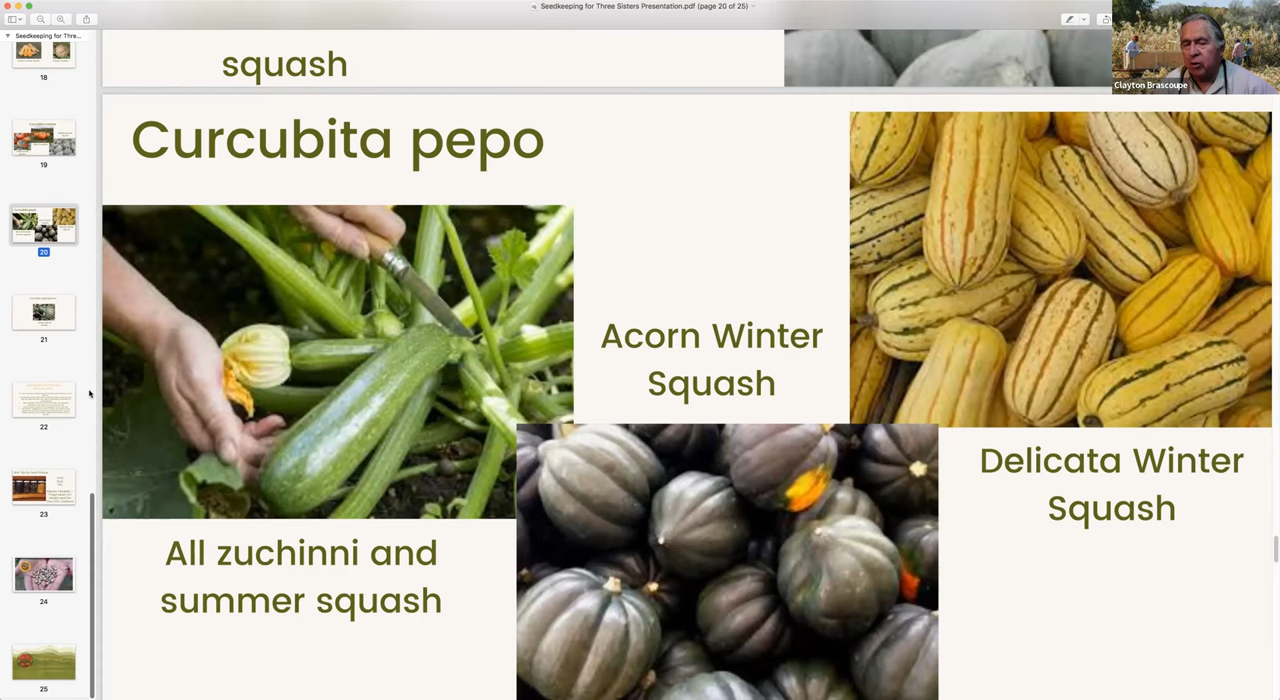 Seedkeeping for Three Sisters Presentation.pdf (page 20 of 25)
Seedkeeping for Three...
Clayton Brascoupe
squash
18
19
20
21
22
23
24
25
Curcubita pepo
Acorn Winter
Squash
Delicata Winter
Squash
All zuchinni and
summer squash